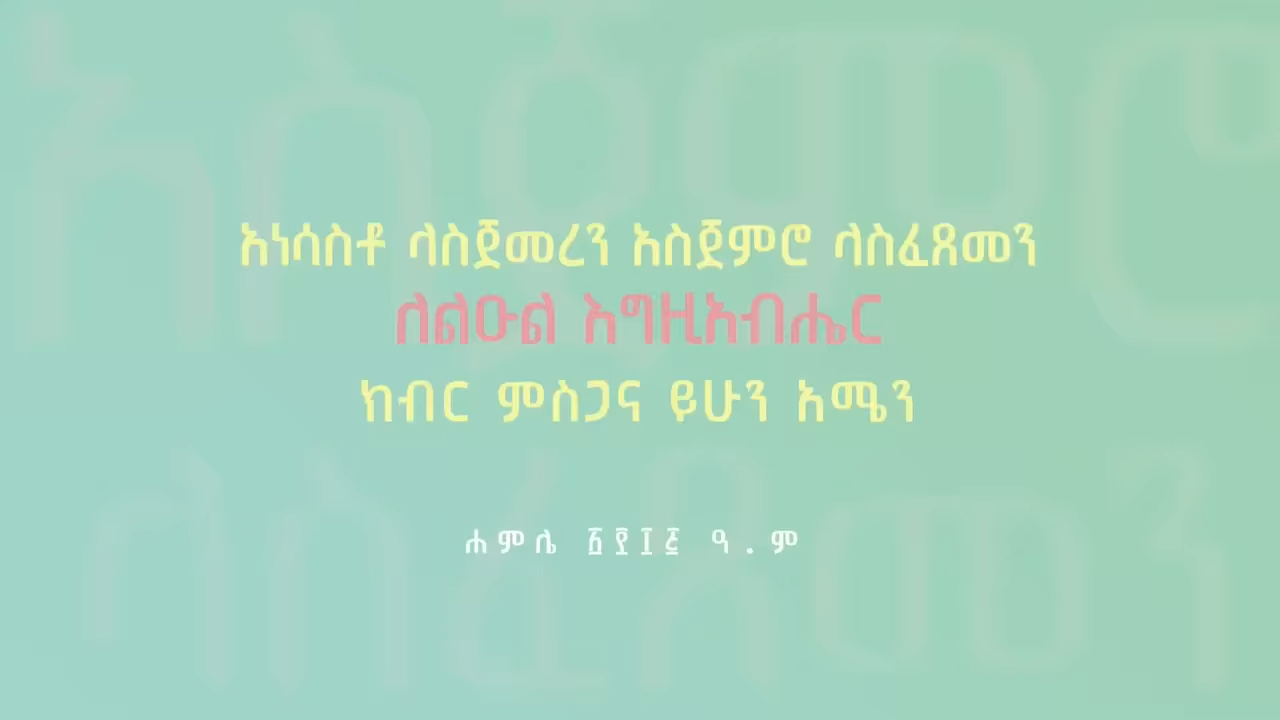 አነሳስቶ ላስጀመረን አስጀምሮ ላስፈጸመን
ለልዑል እግዚአብሔር
ክብር ምስጋና ይሁን አሜን
ሐምሌ ፳፻፲፭ ዓ.ም